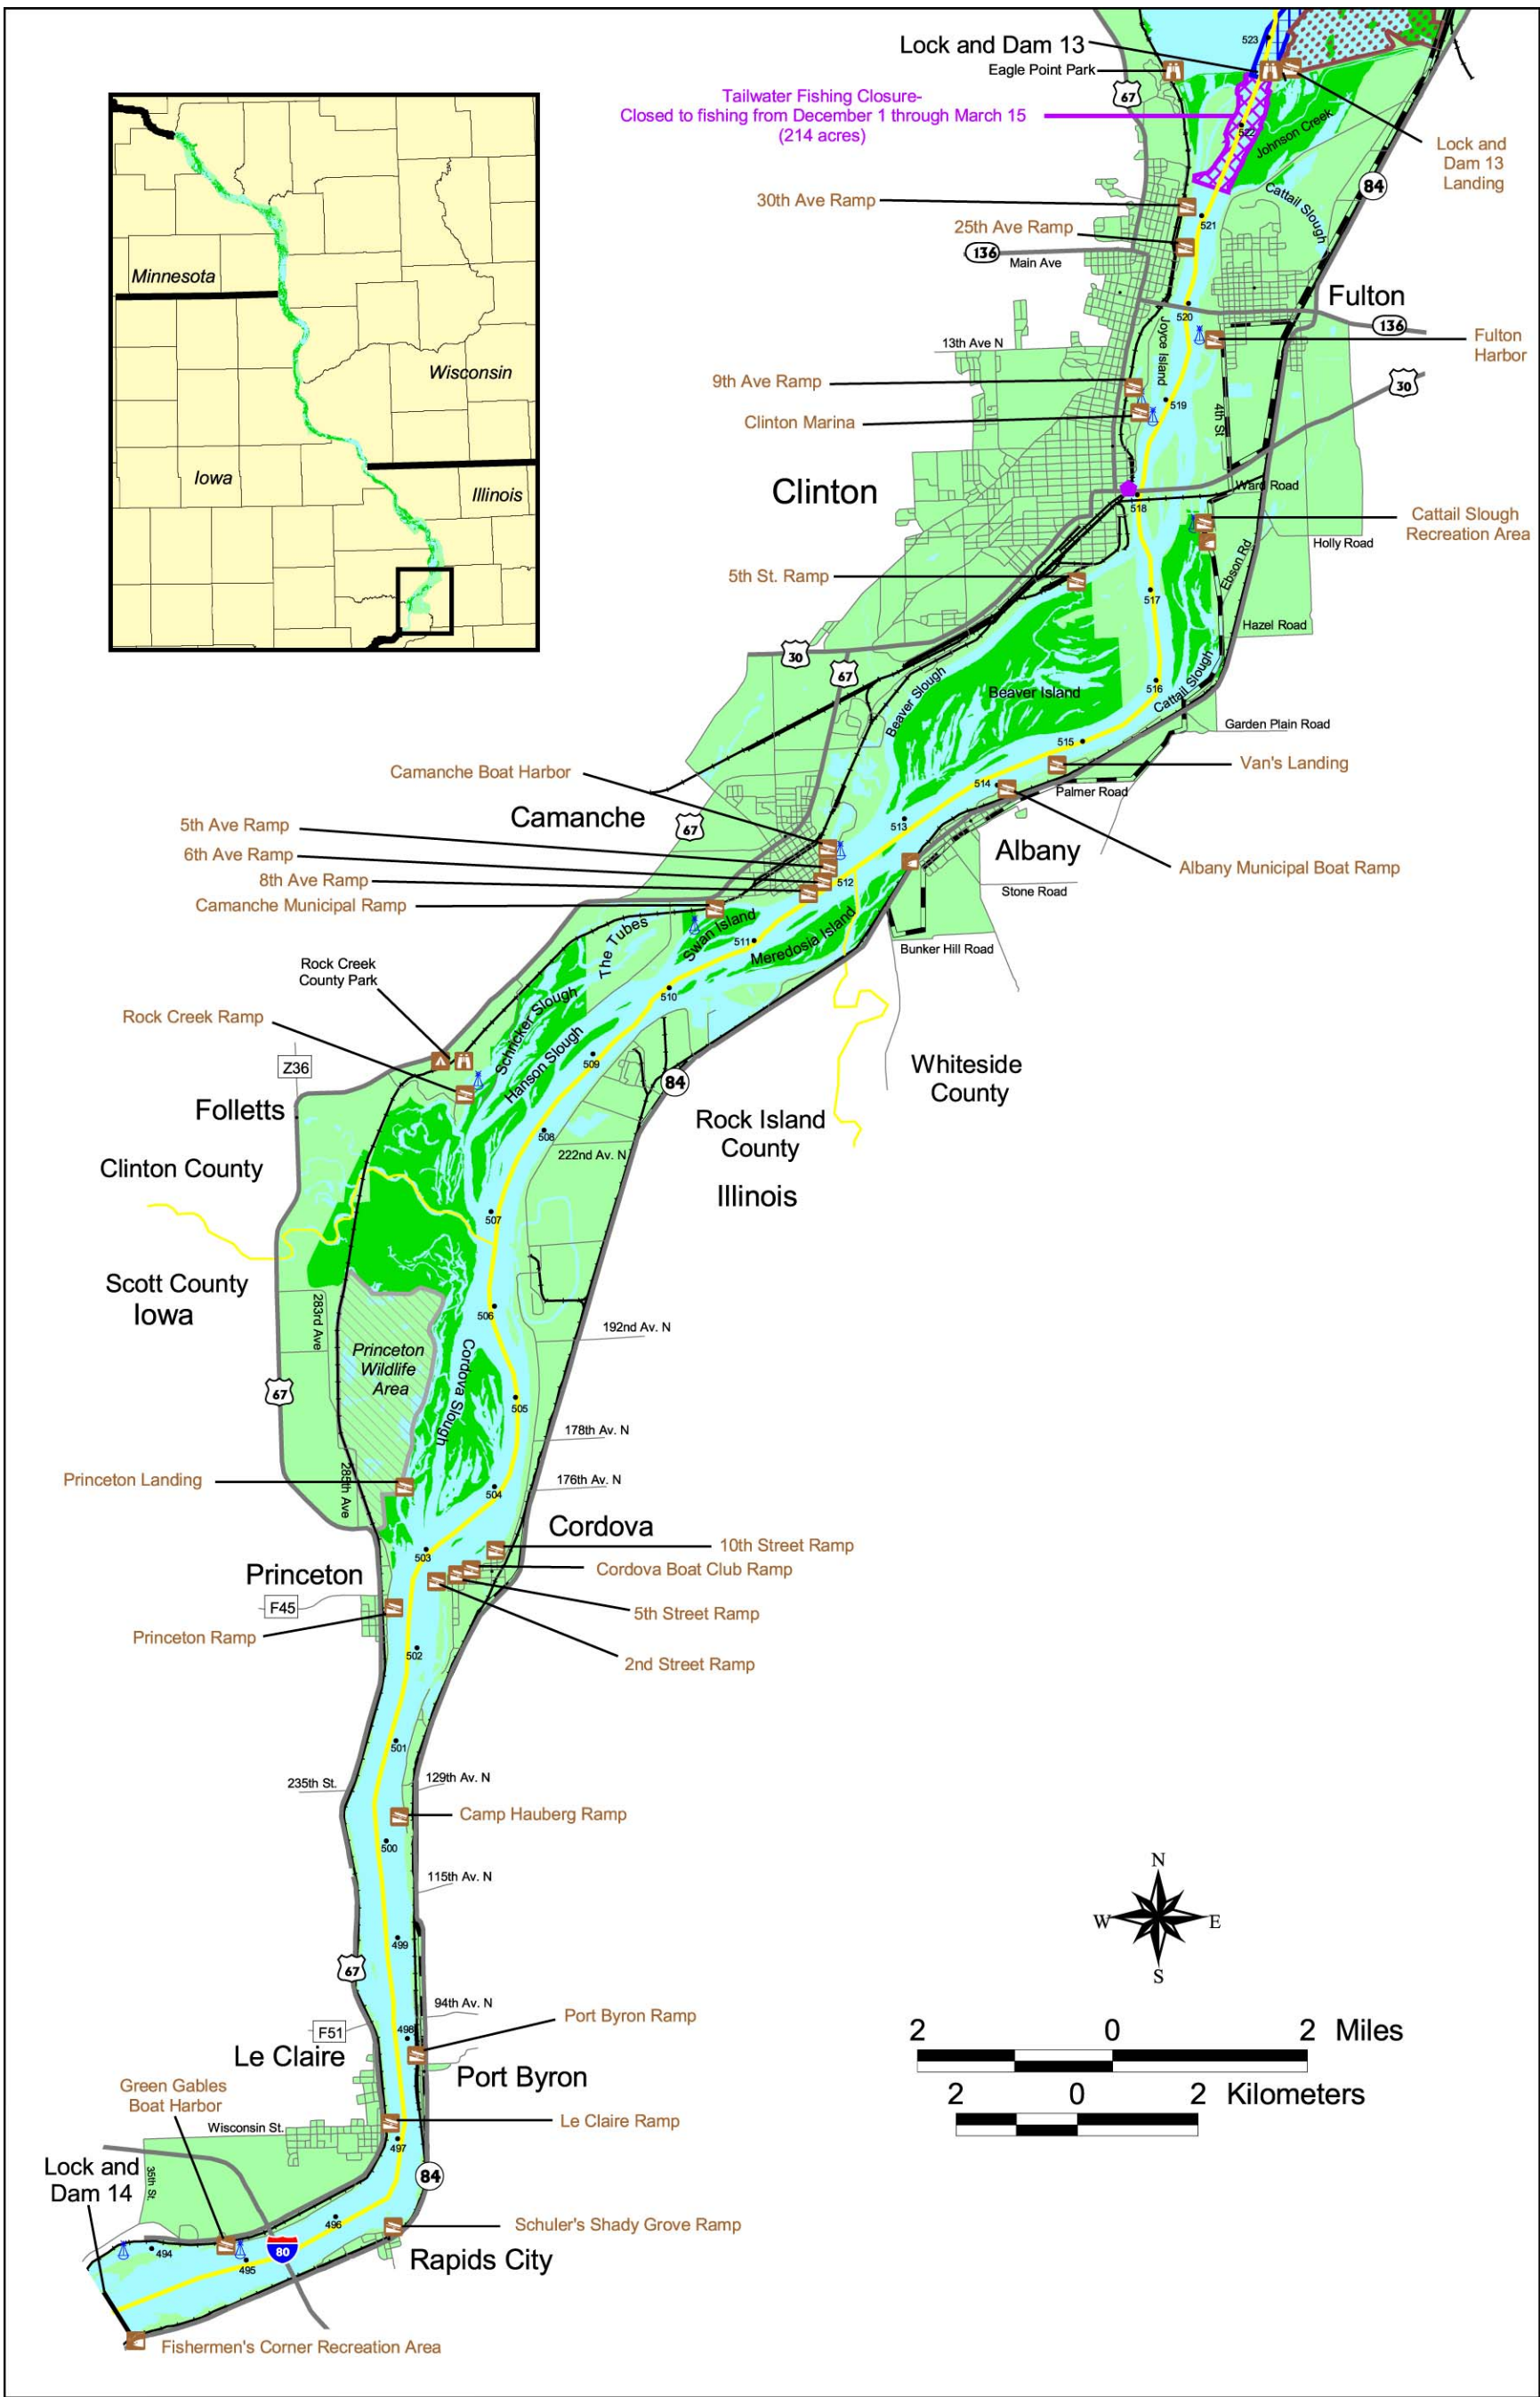 Lock and Dam 13
Eagle Point Park
67
Tailwater Fishing Closure-
Closed to fishing from December 1 through March 15
(214 acres)
523
522
Johnson Creek
Lock and
Dam 13
Landing
84
Cattail Slough
30th Ave Ramp
521
25th Ave Ramp
136
Main Ave
Fulton
520
136
Joyce Island
Fulton
Harbor
13th Ave N
9th Ave Ramp
519
30
Clinton Marina
4th St
Clinton
Ward Road
518
Cattail Slough
Recreation Area
Holly Road
Ebson Rd
5th St. Ramp
517
Hazel Road
30
67
Beaver Slough
Beaver Island
516
Cattail Slough
Garden Plain Road
515
Van's Landing
Camanche Boat Harbor
514
Palmer Road
Camanche
67
513
5th Ave Ramp
6th Ave Ramp
8th Ave Ramp
Camanche Municipal Ramp
Albany
Albany Municipal Boat Ramp
512
Stone Road
The Tubes
Swan Island
511
Meredosia Island
Bunker Hill Road
Rock Creek
County Park
510
Rock Creek Ramp
Schricker Slough
Hanson Slough
509
Z36
84
Whiteside
County
Folletts
Rock Island
County
508
222nd Av. N
Clinton County
Illinois
507
Scott County
Iowa
283rd Ave
506
192nd Av. N
Princeton
Wildlife
Area
Cordova Slough
67
505
178th Av. N
Princeton Landing
285th Ave
504
176th Av. N
Cordova
503
10th Street Ramp
Cordova Boat Club Ramp
Princeton
F45
5th Street Ramp
Princeton Ramp
502
2nd Street Ramp
501
235th St.
129th Av. N
Camp Hauberg Ramp
500
115th Av. N
499
67
94th Av. N
F51
498
Port Byron Ramp
Le Claire
Port Byron
Green Gables
Boat Harbor
Wisconsin St.
Le Claire Ramp
497
Lock and
Dam 14
35th St.
84
496
Schuler's Shady Grove Ramp
494
495
80
Rapids City
Fishermen's Corner Recreation Area
Minnesota
Wisconsin
Iowa
Illinois
N
W E
S
2 0 2 Miles
2 0 2 Kilometers